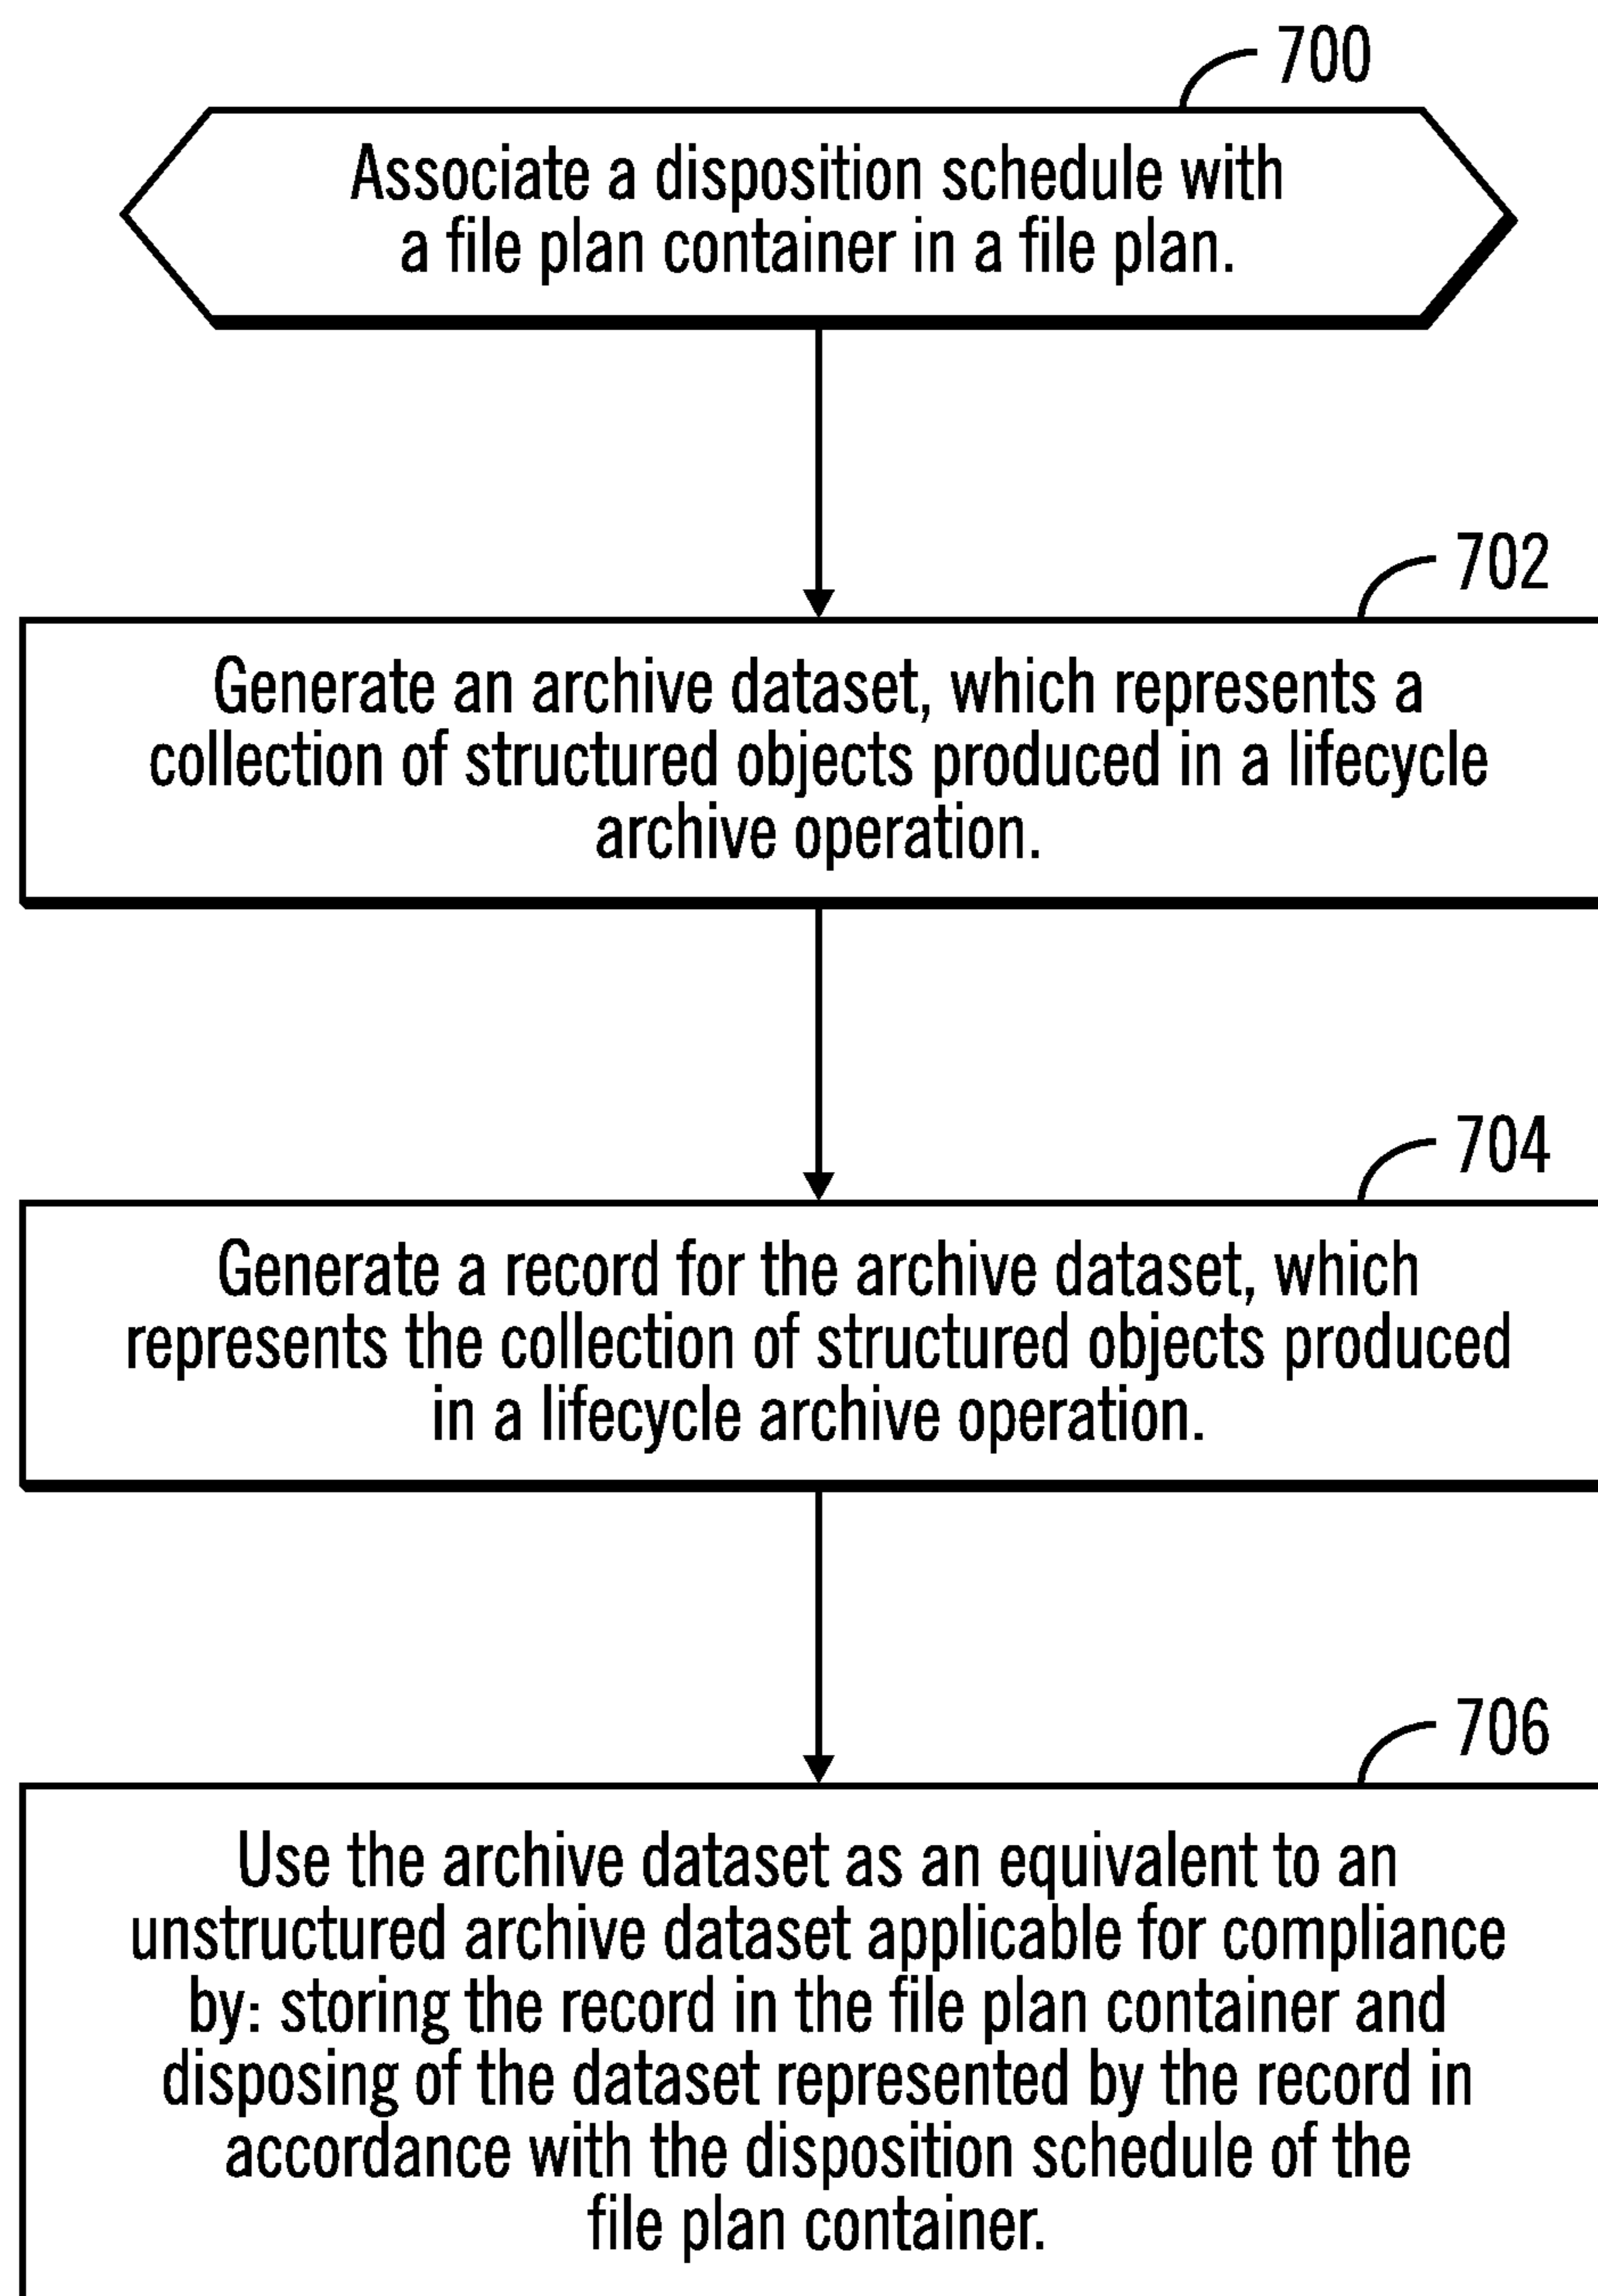 700
Associate a disposition schedule with
a file plan container in a file plan.
702
Generate an archive dataset, which represents a
collection of structured objects produced in a lifecycle
archive operation.
704
Generate a record for the archive dataset, which
represents the collection of structured objects produced
in a lifecycle archive operation.
706
Use the archive dataset as an equivalent to an
unstructured archive dataset applicable for compliance
by: storing the record in the file plan container and
disposing of the dataset represented by the record in
accordance with the disposition schedule of the
file plan container.